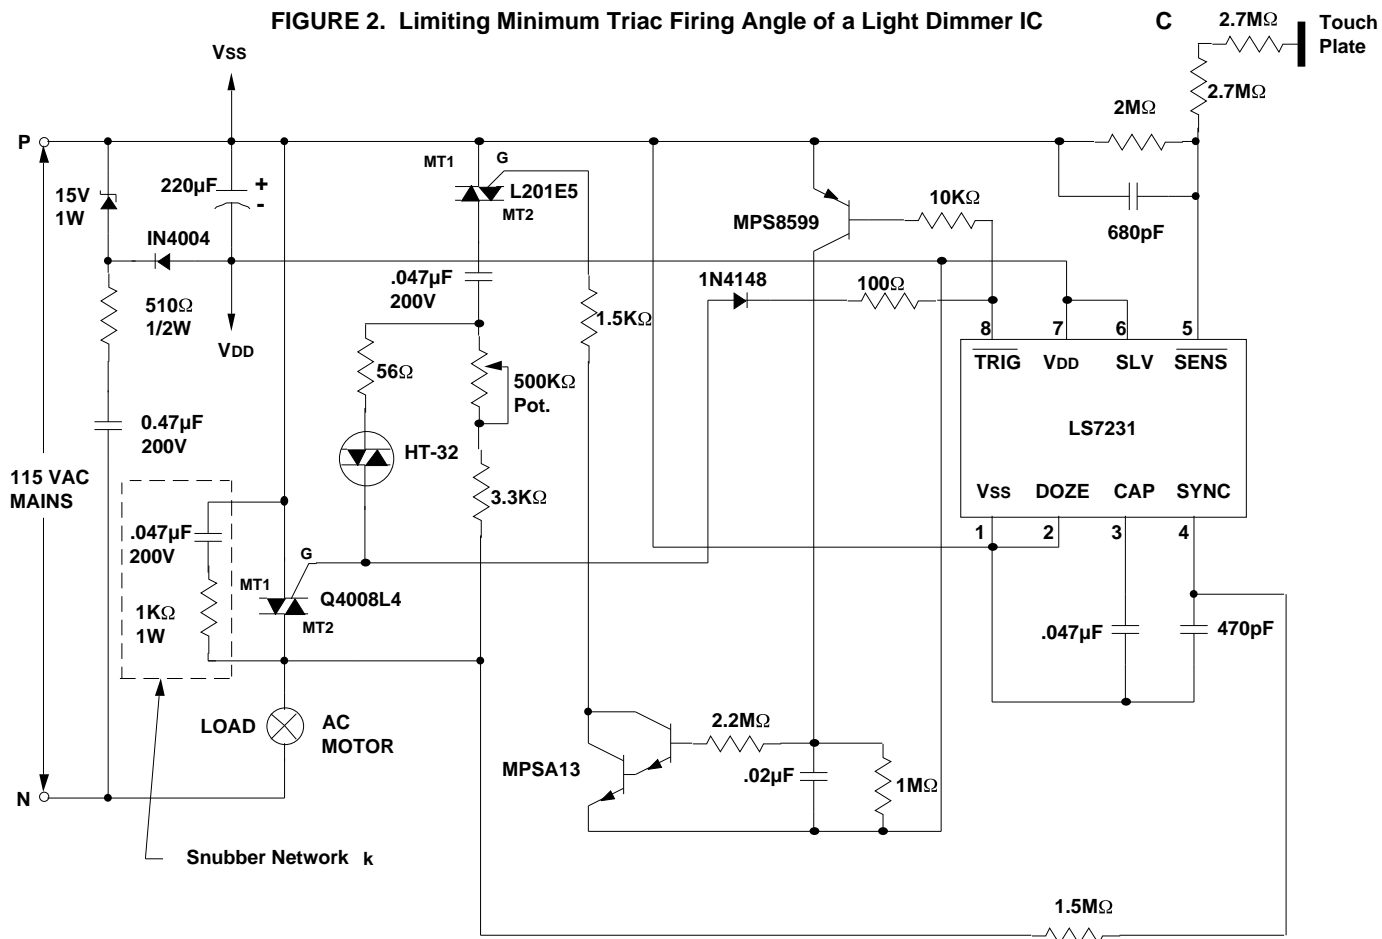 FIGURE 2. Limiting Minimum Triac Firing Angle of a Light Dimmer IC
C
2.7MΩ
Touch
Plate
VSS
2.7MΩ
2MΩ
P
MT1
G
15V
1W
220µF
+
-
L201E5
MT2
MPS8599
10KΩ
680pF
IN4004
.047µF
200V
1N4148
100Ω
510Ω
1/2W
1.5KΩ
VDD
8
7
6
5
TRIG
VDD
SLV
SENS
56Ω
500KΩ
Pot.
0.47µF
200V
LS7231
HT-32
115 VAC
MAINS
3.3KΩ
VSS
DOZE
CAP
SYNC
1
2
3
4
.047µF
200V
G
MT1
Q4008L4
MT2
1KΩ
1W
.047µF
470pF
LOAD
AC
MOTOR
2.2MΩ
MPSA13
.02µF
1MΩ
N
Snubber Network k
1.5MΩ